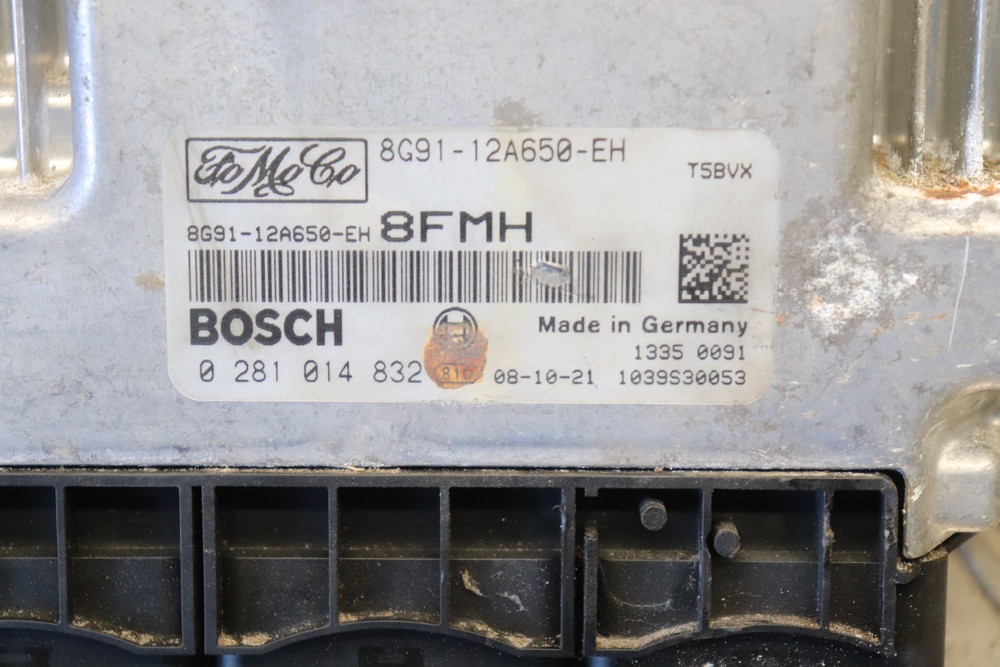 FoMoCo 8G91-12A650-EH
T5BVX
8G91-12A650-EH 8FMH
BOSCH
Made in Germany
1335 0091
0 281 014 832 08-10-21 1039S30053